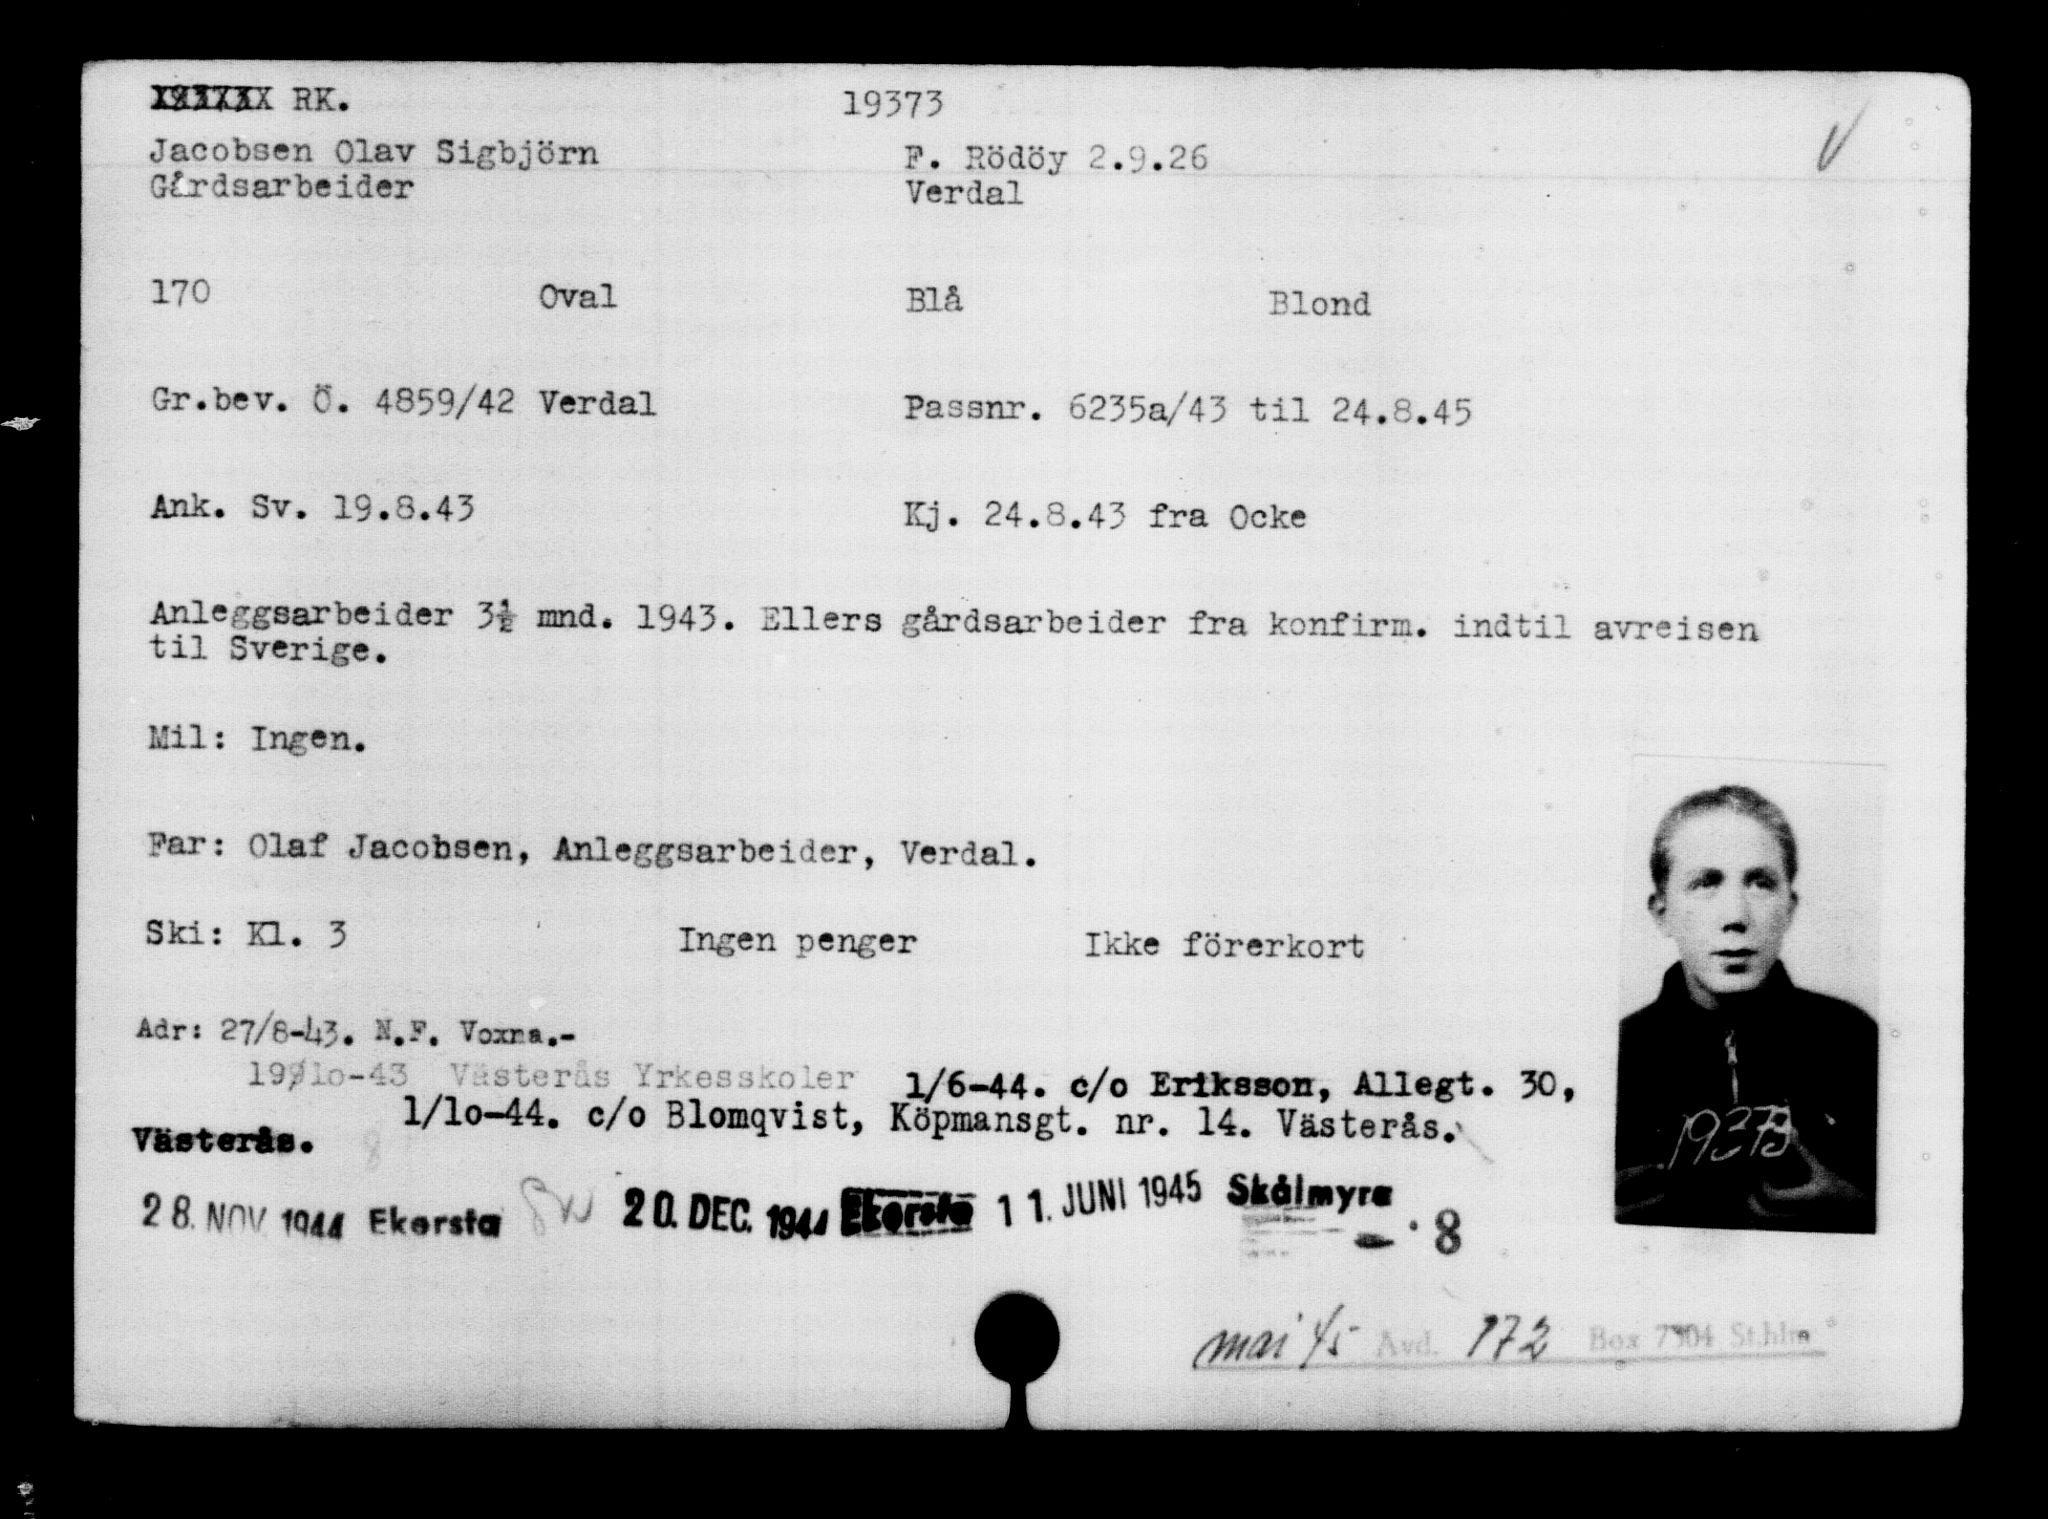 RK. 19373
Jacobsen Olav Sigbjörn F. Rödöy 2.9.26
Gårdsarbeider Verdal
170 Oval Blå Blond
Gr.bev. Ö. 4859/42 Verdal Passnr. 6235a/43 til 24.8.45
Ank. Sv. 19.8.43 Kj. 24.8.43 fra Ocke
Anleggsarbeider 3½ mnd. 1943. Ellers gårdsarbeider fra konfirm. indtil avreisen
til Sverige.
Mil: Ingen.
Far: Olaf Jacobsen, Anleggsarbeider, Verdal.
Ski: Kl. 3 Ingen penger Ikke förerkort
Adr: 27/8-43. N.F. Voxna.-
19/10-43 Västerås Yrkesskoler 1/6-44. c/o Eriksson, Allegt. 30,
Västerås. 1/10-44. c/o Blomqvist, Köpmansgt. nr. 14. Västerås.
28. NOV. 1944 Ekersta 20. DEC. 1944 Ekersta 11. JUNI 1945 Skålmyra
8
mai 45 Avd. 172 Box 7304 St.hlm
19373